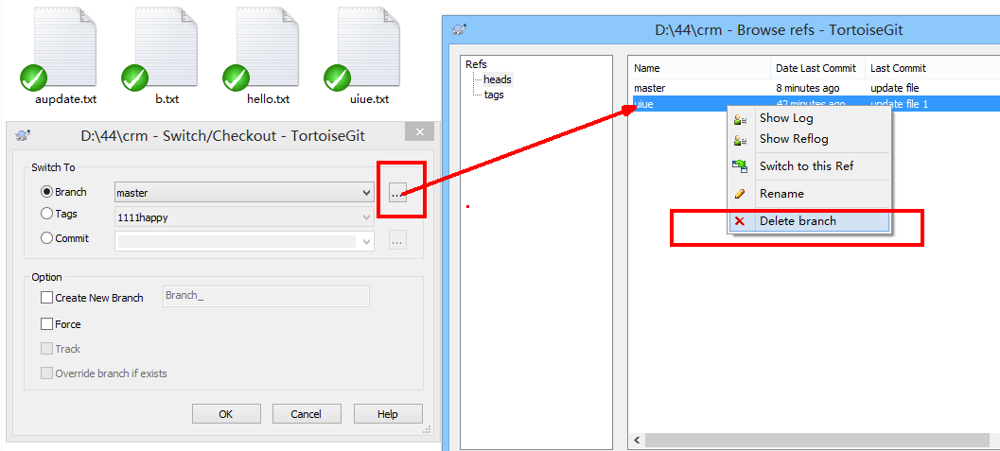 aupdate.txt
b.txt
hello.txt
uiue.txt
D:\44\crm - Switch/Checkout - TortoiseGit
Switch To
Branch
master
...
Tags
1111happy
Commit
...
Option
Create New Branch
Branch_
Force
Track
Override branch if exists
OK
Cancel
Help
D:\44\crm - Browse refs - TortoiseGit
Refs
heads
tags
Name Date Last Commit Last Commit
master 8 minutes ago update file
uiue 42 minutes ago update file 1
Show Log
Show Reflog
Switch to this Ref
Rename
Delete branch